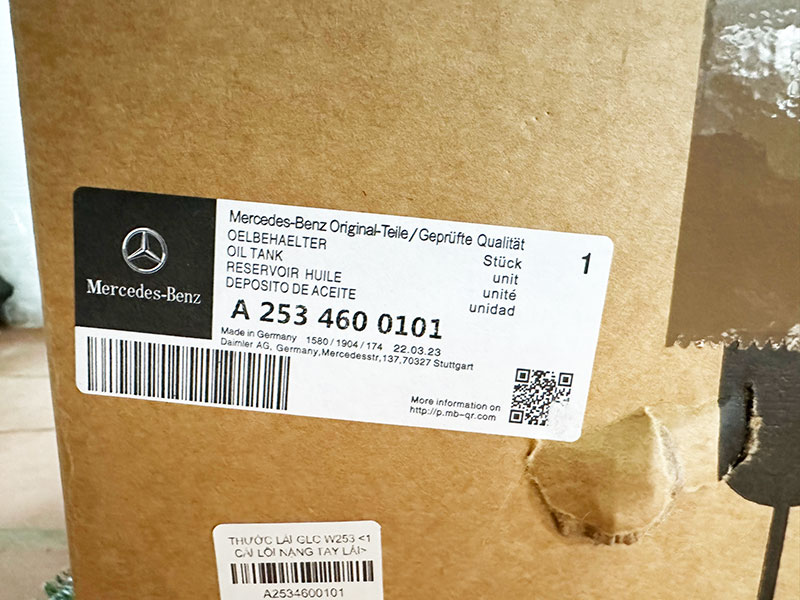 Mercedes-Benz
Mercedes-Benz Original-Teile/Geprüfte Qualität
OELBEHAELTER
OIL TANK
RESERVOIR HUILE
DEPOSITO DE ACEITE
Stück
unit
unité
unidad
1
A 253 460 0101
Made in Germany 1580/1904/174 22.03.23
Daimler AG, Germany,Mercedesstr,137,70327 Stuttgart
More information on
http://p.mb-qr.com
THƯỚC LÁI GLC W253 <1
CÁI LỖI NẶNG TAY LÁI>
A2534600101